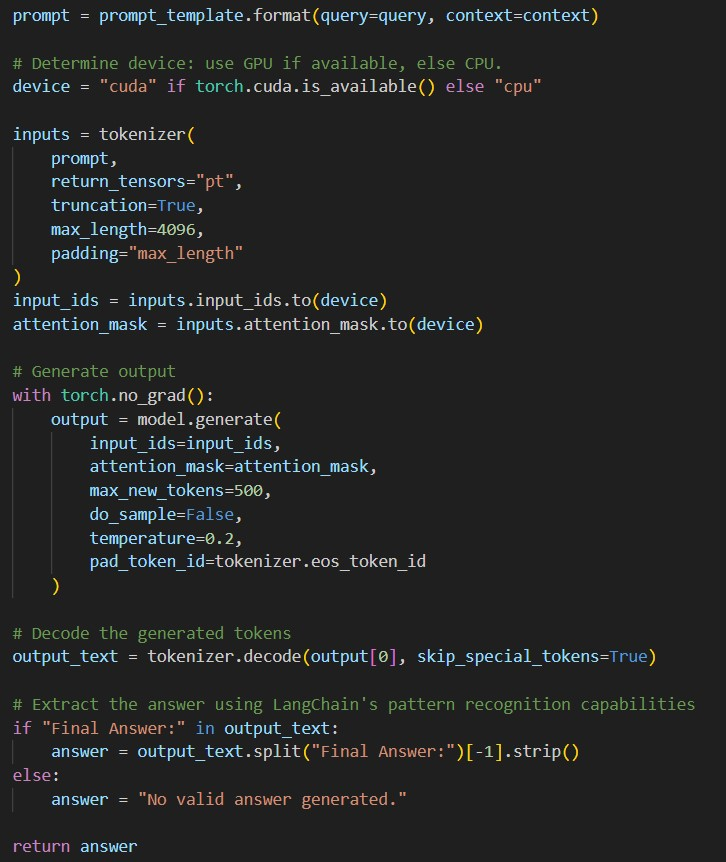 prompt = prompt_template.format(query=query, context=context)

# Determine device: use GPU if available, else CPU.
device = "cuda" if torch.cuda.is_available() else "cpu"

inputs = tokenizer(
    prompt,
    return_tensors="pt",
    truncation=True,
    max_length=4096,
    padding="max_length"
)
input_ids = inputs.input_ids.to(device)
attention_mask = inputs.attention_mask.to(device)

# Generate output
with torch.no_grad():
    output = model.generate(
        input_ids=input_ids,
        attention_mask=attention_mask,
        max_new_tokens=500,
        do_sample=False,
        temperature=0.2,
        pad_token_id=tokenizer.eos_token_id
    )

# Decode the generated tokens
output_text = tokenizer.decode(output[0], skip_special_tokens=True)

# Extract the answer using LangChain's pattern recognition capabilities
if "Final Answer:" in output_text:
    answer = output_text.split("Final Answer:")[-1].strip()
else:
    answer = "No valid answer generated."

return answer